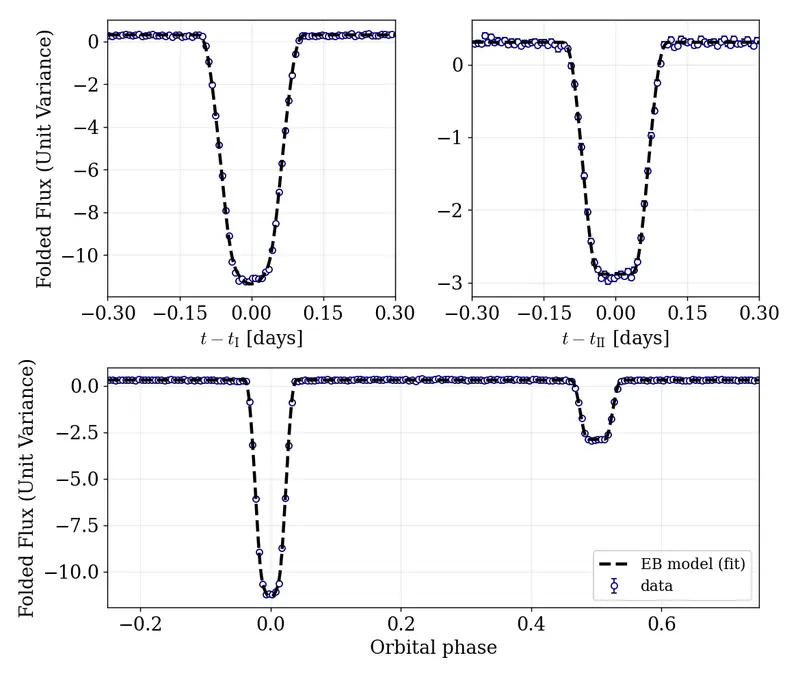 Folded Flux (Unit Variance)
0
−2
−4
−6
−8
−10
−0.30 −0.15 0.00 0.15 0.30
t − tI [days]
0
−1
−2
−3
−0.30 −0.15 0.00 0.15 0.30
t − tII [days]
Folded Flux (Unit Variance)
0.0
−2.5
−5.0
−7.5
−10.0
−0.2 0.0 0.2 0.4 0.6
Orbital phase
EB model (fit)
data